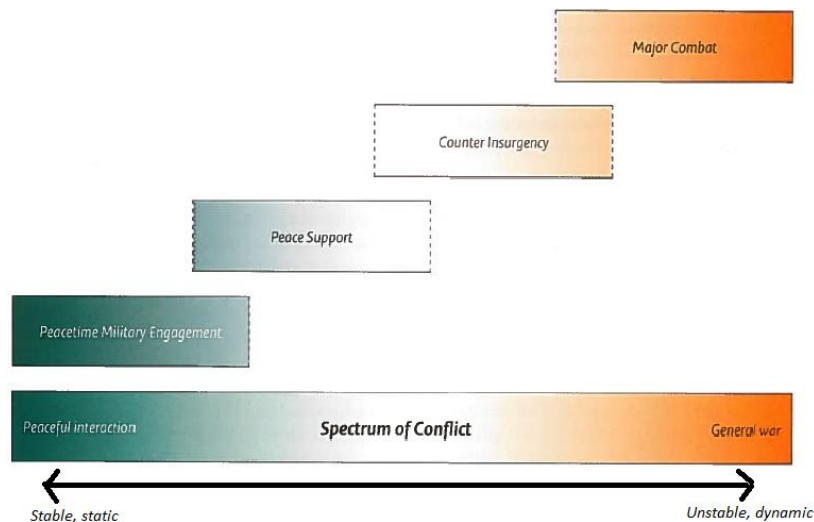 Major Combat
Counter Insurgency
Peace Support
Peacetime Military Engagement
Peaceful interaction Spectrum of Conflict General war
Stable, static Unstable, dynamic